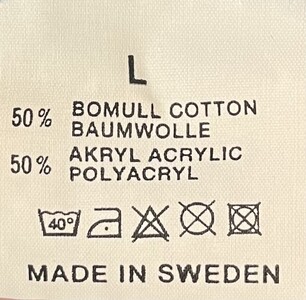 L
50% BOMULL COTTON
BAUMWOLLE
50% AKRYL ACRYLIC
POLYACRYL
40°
MADE IN SWEDEN